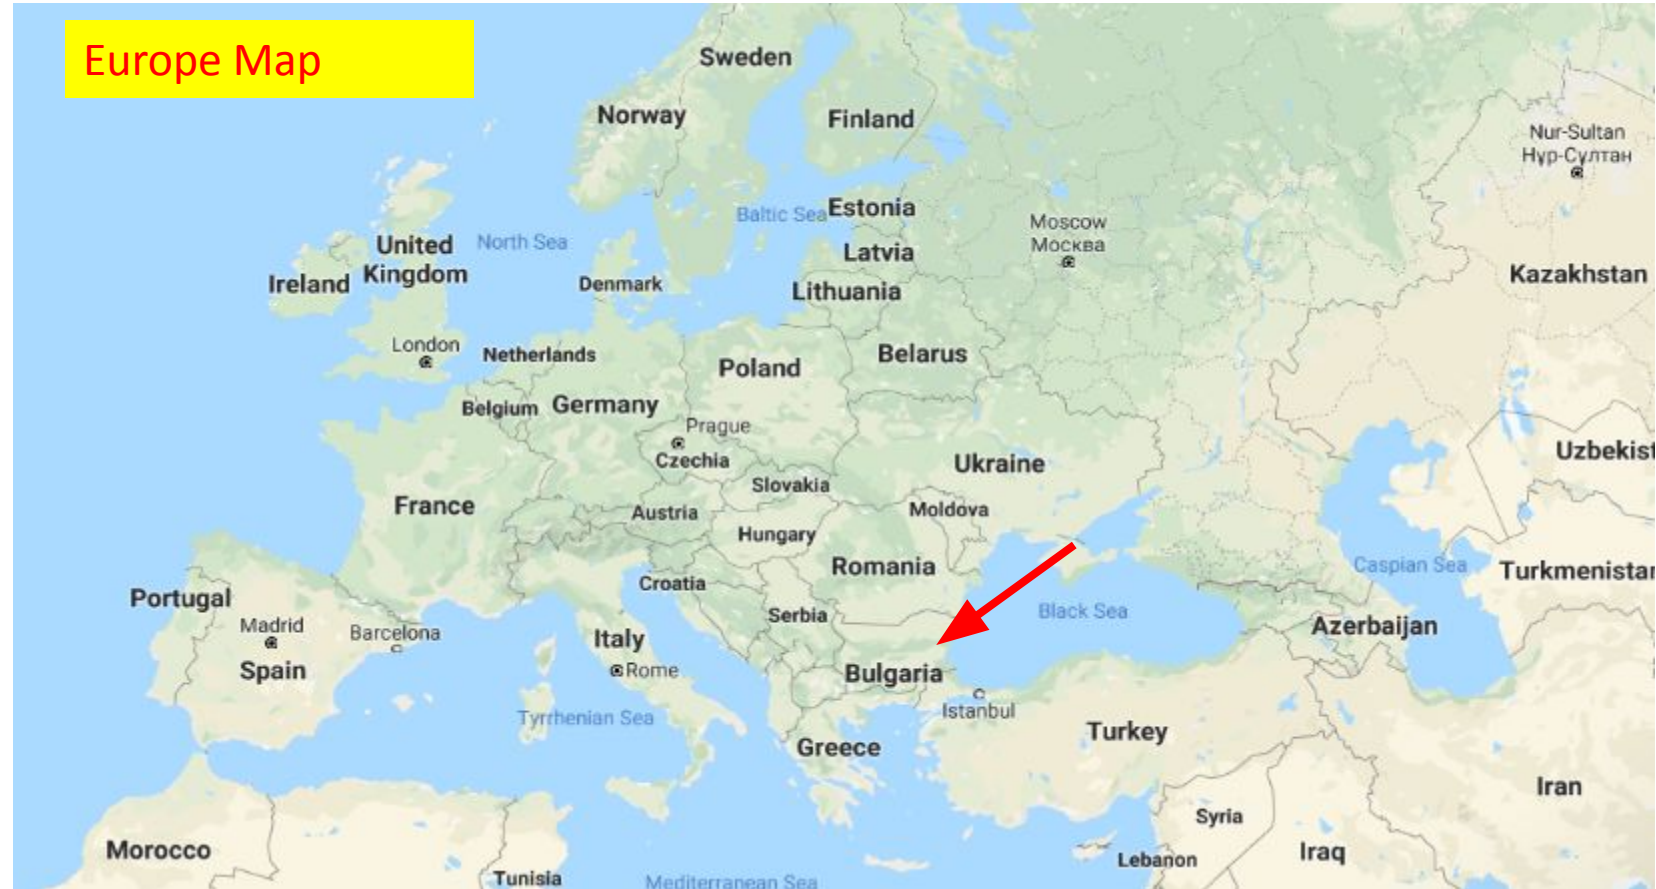 Europe Map
Sweden
Norway
Finland
Nur-Sultan
Нұр-Сұлтан
Baltic Sea
Estonia
Moscow
Москва
United
Kingdom
North Sea
Latvia
Ireland
Denmark
Lithuania
Kazakhstan
London
Netherlands
Poland
Belarus
Belgium
Germany
Prague
Czechia
Ukraine
Uzbekist
Slovakia
France
Austria
Moldova
Hungary
Romania
Caspian Sea
Turkmenistan
Croatia
Portugal
Madrid
Barcelona
Serbia
Black Sea
Azerbaijan
Italy
Rome
Spain
Bulgaria
Istanbul
Tyrrhenian Sea
Turkey
Greece
Iran
Syria
Morocco
Lebanon
Iraq
Tunisia
Mediterranean Sea